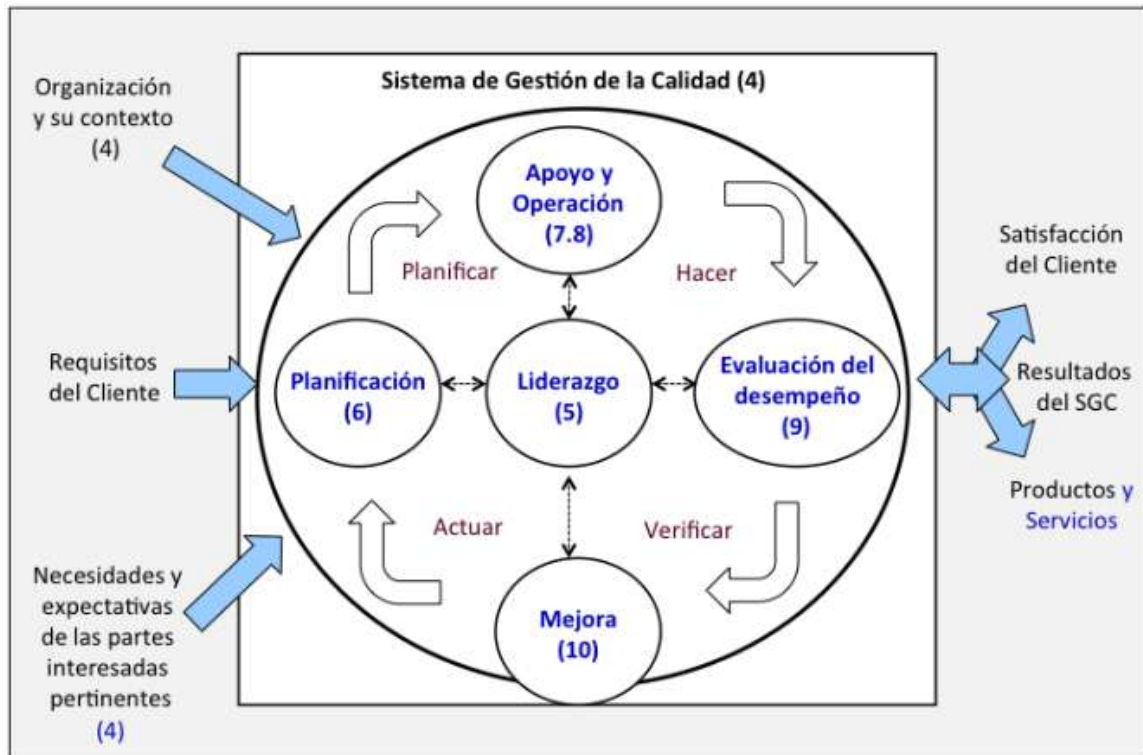 Sistema de Gestión de la Calidad (4)
Organización
y su contexto
(4)
Requisitos
del Cliente
Necesidades y
expectativas
de las partes
interesadas
pertinentes
(4)
Apoyo y
Operación
(7.8)
Planificar
Hacer
Planificación
(6)
Liderazgo
(5)
Evaluación del
desempeño
(9)
Actuar
Verificar
Mejora
(10)
Satisfacción
del Cliente
Resultados
del SGC
Productos y
Servicios